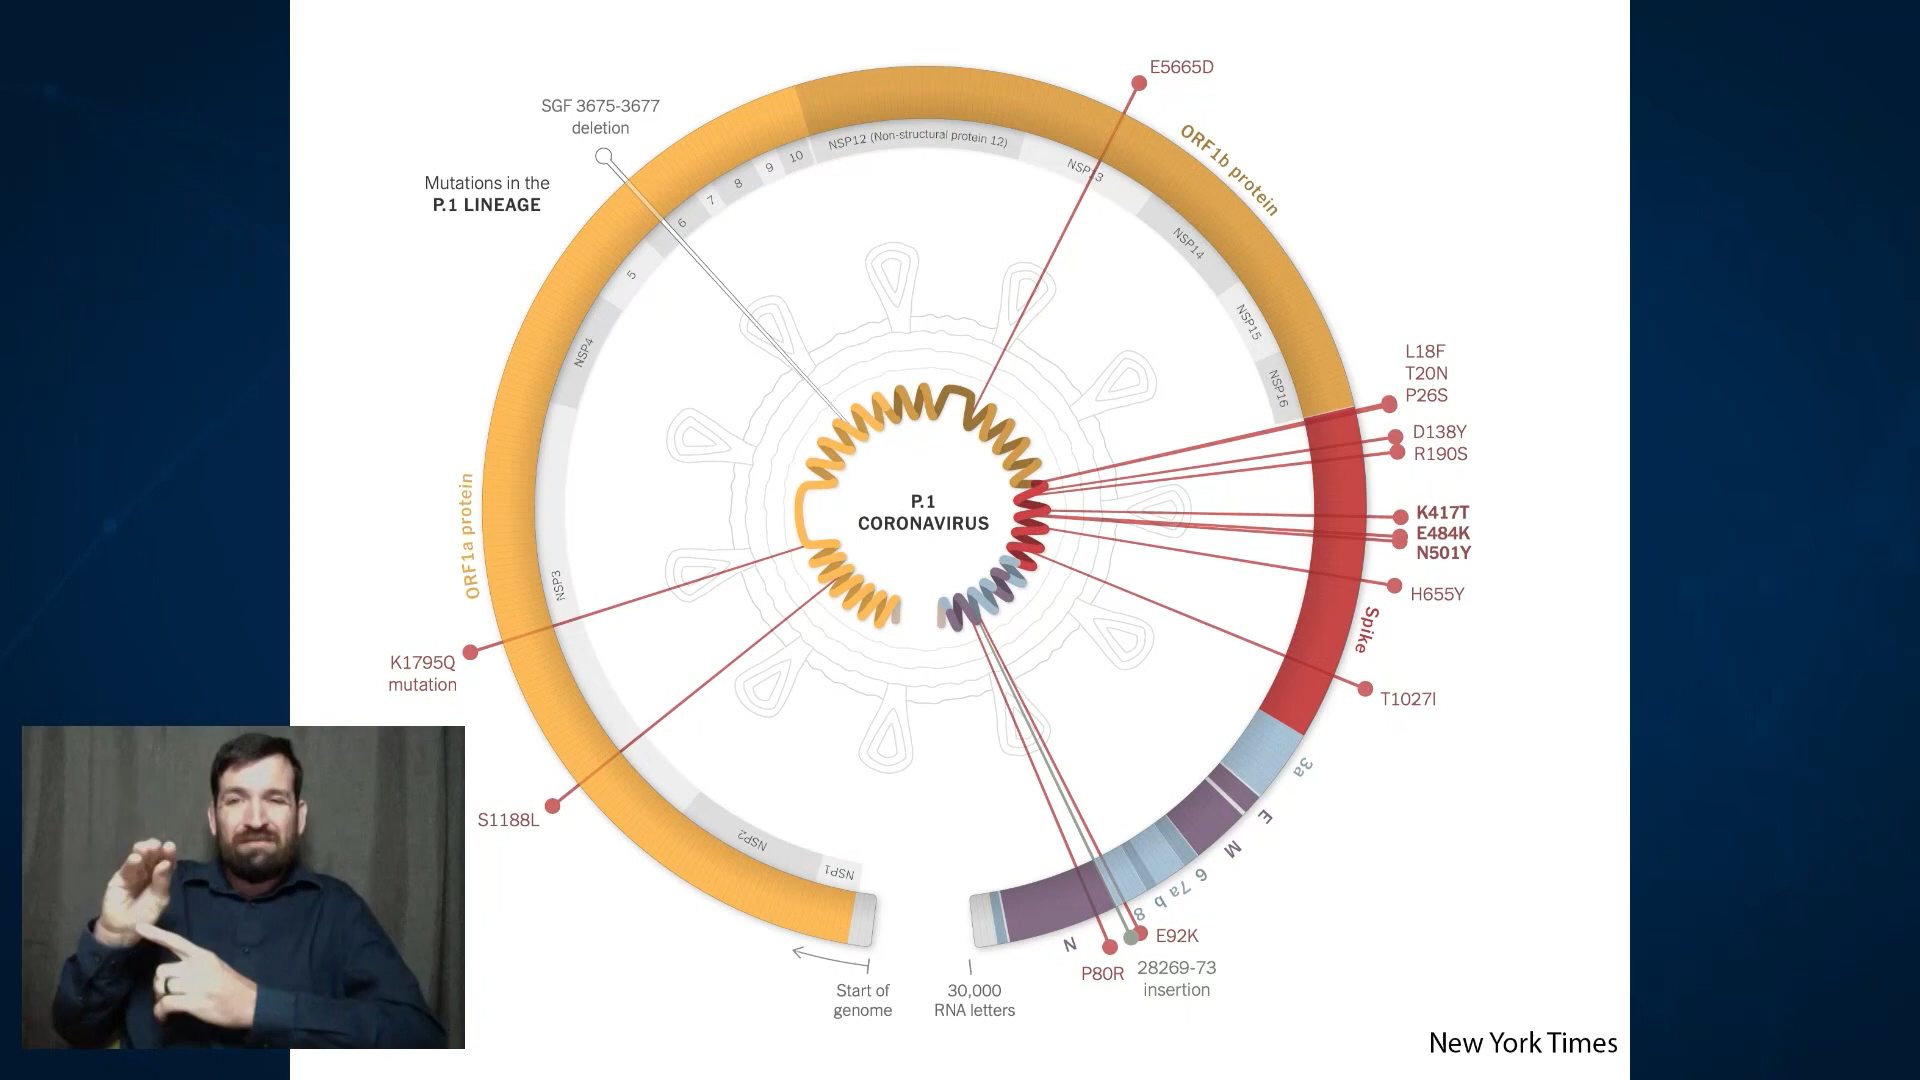 E5665D
SGF 3675-3677
deletion
Mutations in the
P.1 LINEAGE
ORF1b protein
NSP12 (Non-structural protein 12)
10
9
8
7
6
5
NSP13
NSP14
NSP15
NSP16
NSP4
NSP3
NSP2
NSP1
L18F
T20N
P26S
D138Y
R190S
K417T
E484K
N501Y
H655Y
Spike
T1027I
P.1
CORONAVIRUS
ORF1a protein
K1795Q
mutation
S1188L
3a
E
M
6
7a
b
8
N
E92K
P80R
28269-73
insertion
Start of
genome
30,000
RNA letters
New York Times